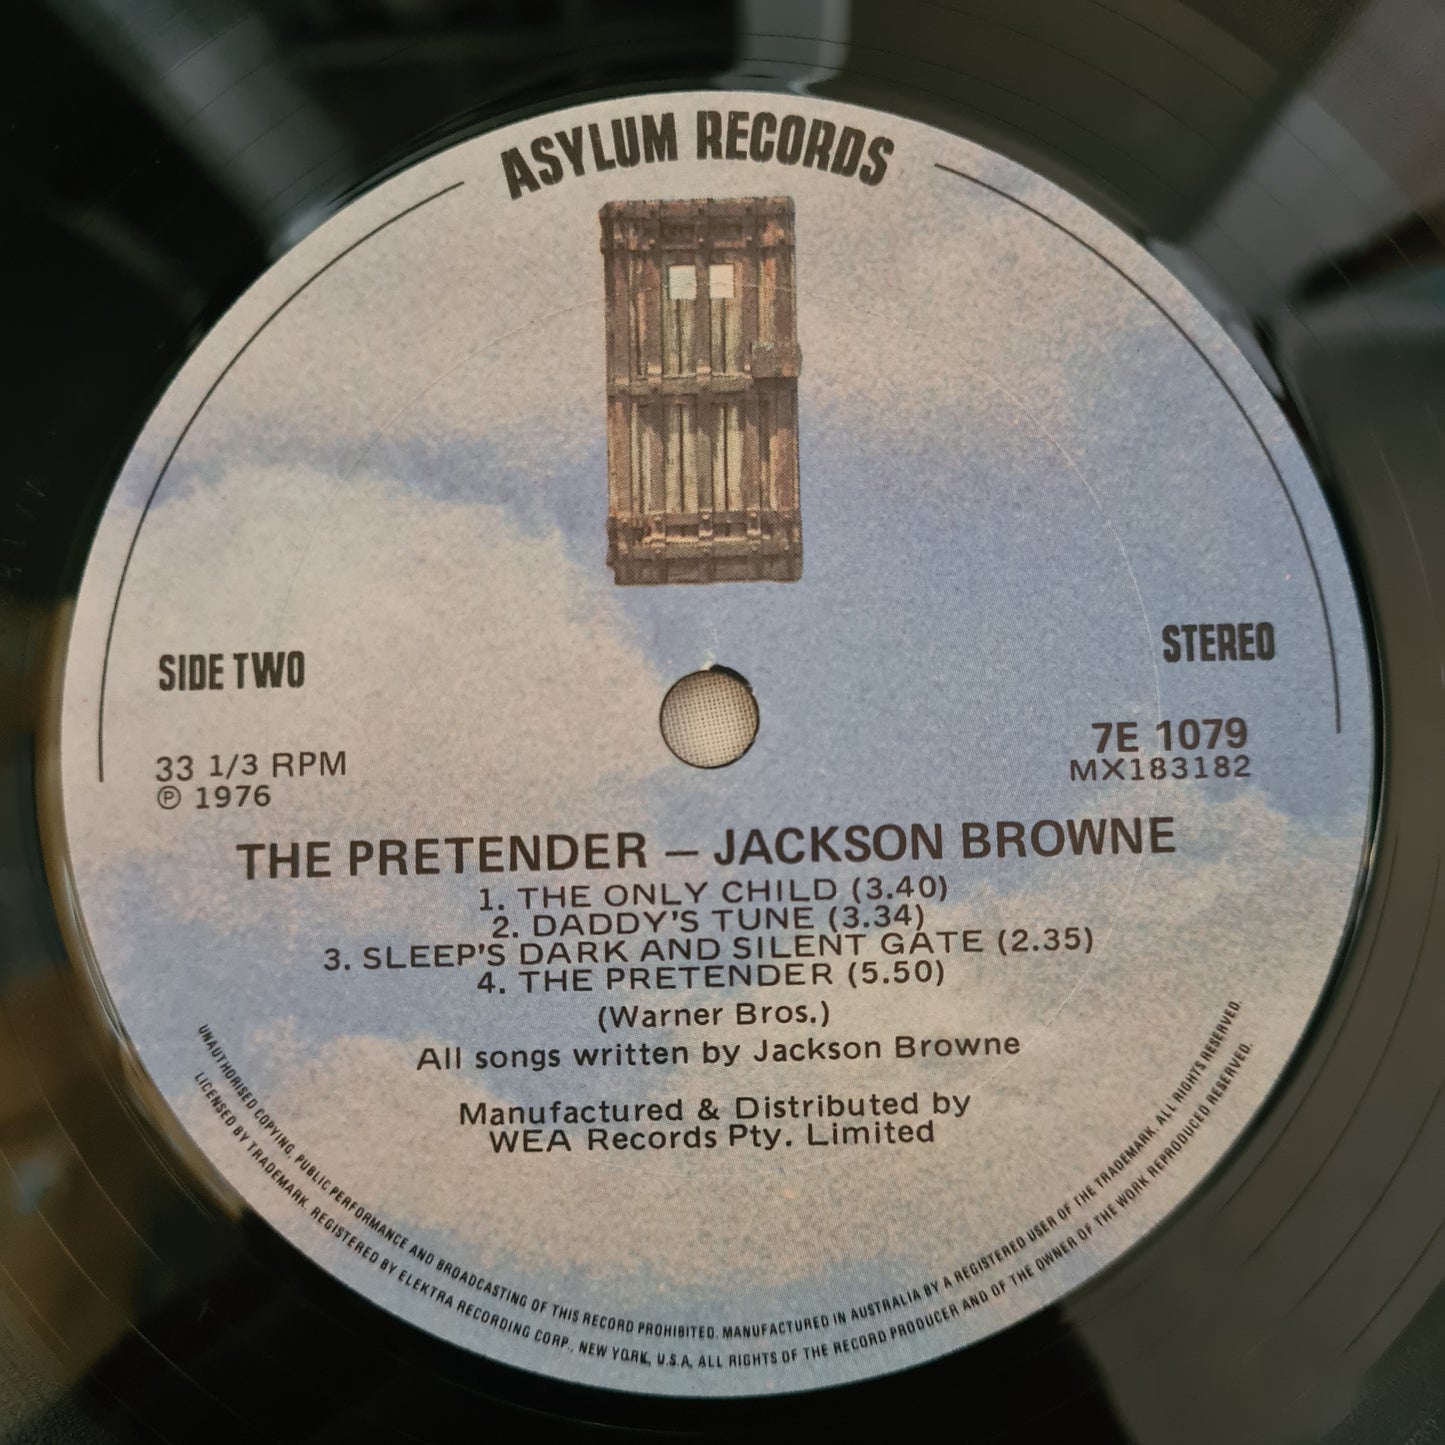 ASYLUM RECORDS
SIDE TWO
STEREO
33 1/3 RPM
℗ 1976
7E 1079
MX183182
THE PRETENDER — JACKSON BROWNE
1. THE ONLY CHILD (3.40)
2. DADDY'S TUNE (3.34)
3. SLEEP'S DARK AND SILENT GATE (2.35)
4. THE PRETENDER (5.50)
(Warner Bros.)
All songs written by Jackson Browne
Manufactured & Distributed by
WEA Records Pty. Limited
UNAUTHORISED COPYING, PUBLIC PERFORMANCE AND BROADCASTING OF THIS RECORD PROHIBITED. MANUFACTURED IN AUSTRALIA BY A REGISTERED USER OF THE TRADEMARK. ALL RIGHTS RESERVED.
LICENSED BY TRADEMARK. REGISTERED BY ELEKTRA RECORDING CORP., NEW YORK, U.S.A. ALL RIGHTS OF THE RECORD PRODUCER AND OF THE OWNER OF THE WORK REPRODUCED RESERVED.